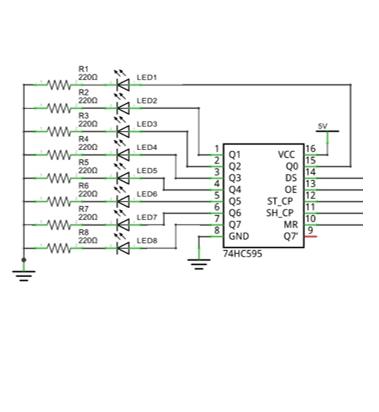 R1
220Ω
LED1
R2
220Ω
LED2
R3
220Ω
LED3
R4
220Ω
LED4
R5
220Ω
LED5
R6
220Ω
LED6
R7
220Ω
LED7
R8
220Ω
LED8
5V
1 Q1 VCC 16
2 Q2 Q0 15
3 Q3 DS 14
4 Q4 OE 13
5 Q5 ST_CP 12
6 Q6 SH_CP 11
7 Q7 MR 10
8 GND Q7' 9
74HC595